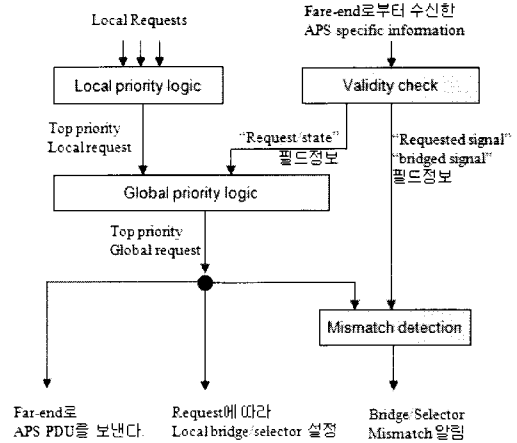 Local Requests
Fare-end로부터 수신한
APS specific information
Local priority logic
Validity check
Top priority
Local request
"Request/state"
필드정보
"Requested signal"
"bridged signal"
필드정보
Global priority logic
Top priority
Global request
Mismatch detection
Far-end로
APS PDU를 보낸다.
Request에 따라
Local bridge/selector 설정
Bridge/Selector
Mismatch 알림